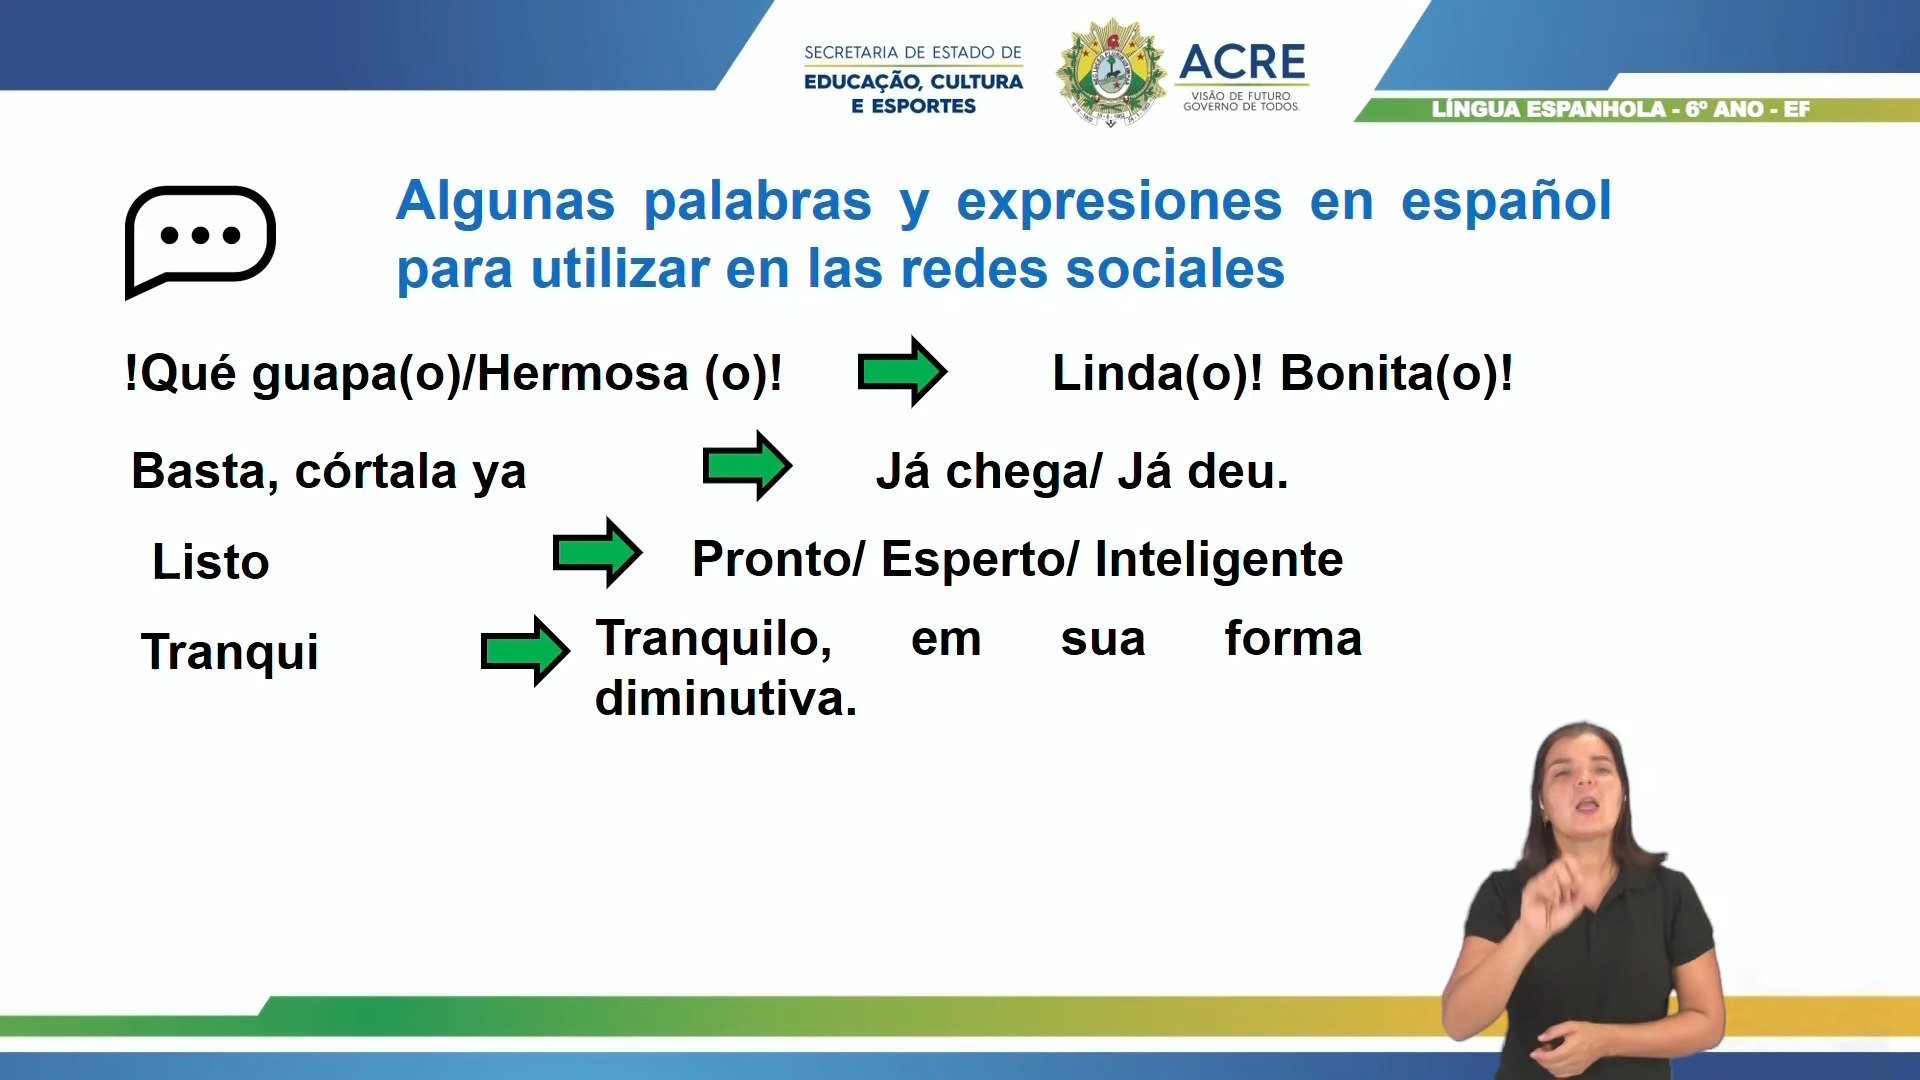 SECRETARIA DE ESTADO DE
EDUCAÇÃO, CULTURA
E ESPORTES
ACRE
VISÃO DE FUTURO.
GOVERNO DE TODOS.
LÍNGUA ESPANHOLA - 6º ANO - EF
Algunas palabras y expresiones en español
para utilizar en las redes sociales
!Qué guapa(o)/Hermosa (o)! Linda(o)! Bonita(o)!
Basta, córtala ya Já chega/ Já deu.
Listo Pronto/ Esperto/ Inteligente
Tranqui Tranquilo, em sua forma
diminutiva.